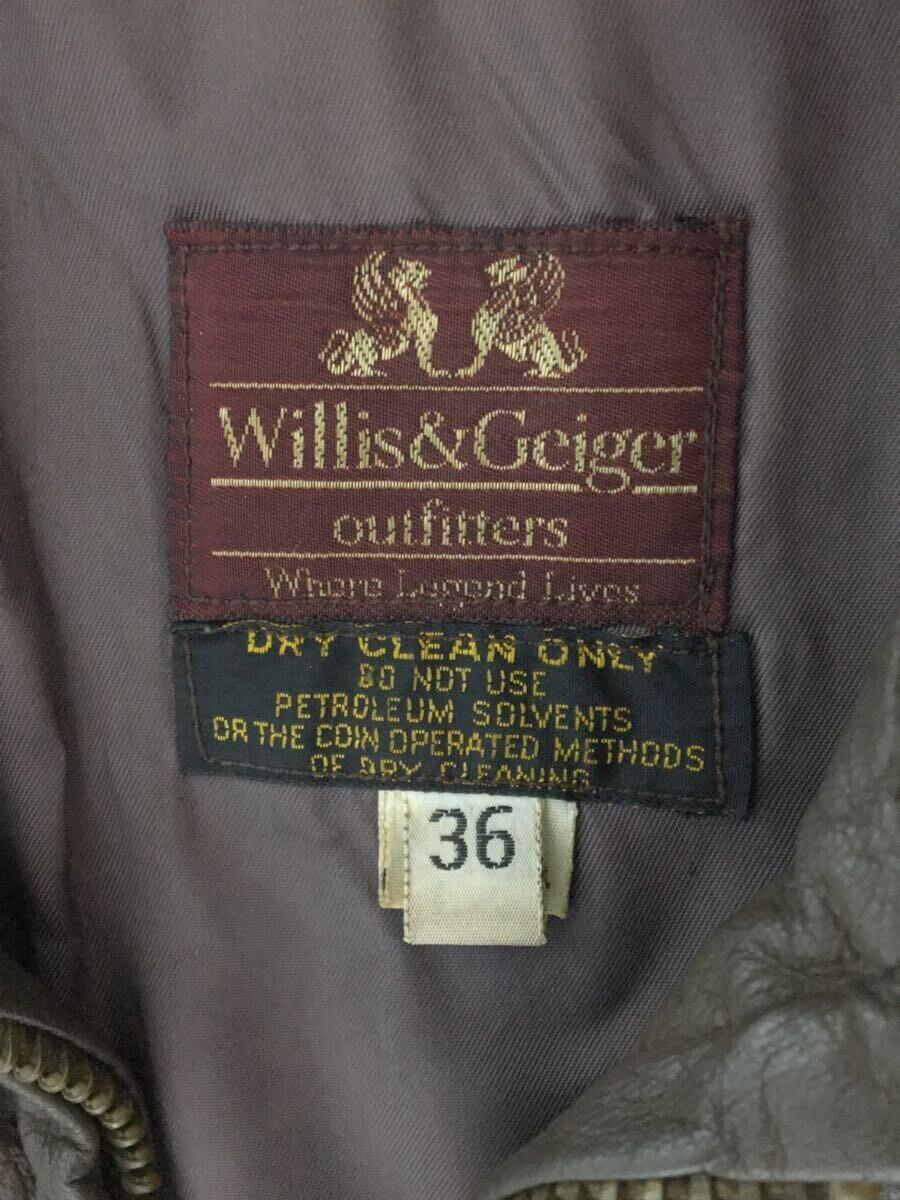 Willis&Geiger
outfitters
Where Legend Lives
DRY CLEAN ONLY
DO NOT USE
PETROLEUM SOLVENTS
OR THE COIN OPERATED METHODS
OF DRY CLEANING
36